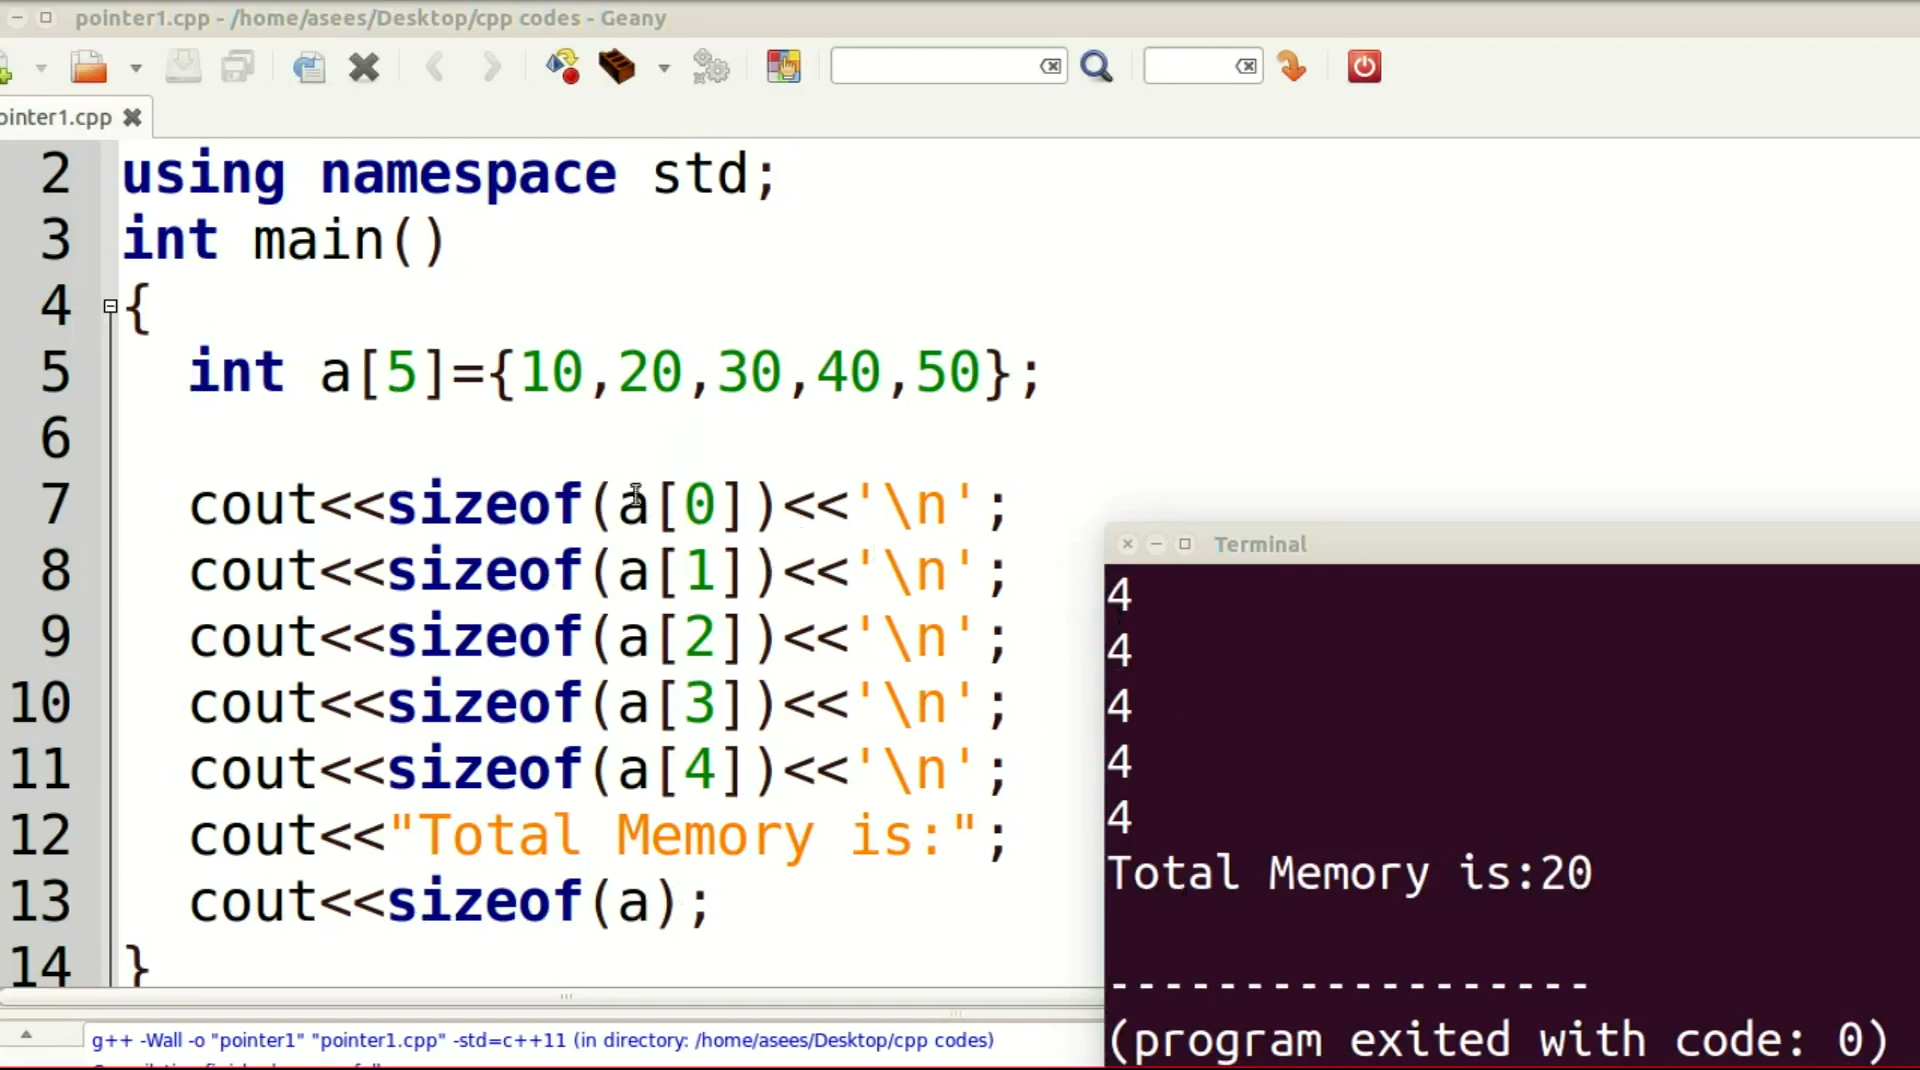 pointer1.cpp - /home/asees/Desktop/cpp codes - Geany
ointer1.cpp
2 using namespace std;
3 int main()
4 {
5 int a[5]={10,20,30,40,50};
6
7 cout<<sizeof(a[0])<<'\n';
8 cout<<sizeof(a[1])<<'\n';
9 cout<<sizeof(a[2])<<'\n';
10 cout<<sizeof(a[3])<<'\n';
11 cout<<sizeof(a[4])<<'\n';
12 cout<<"Total Memory is:";
13 cout<<sizeof(a);
14 }
Terminal
4
4
4
4
4
Total Memory is:20
------------------
(program exited with code: 0)
g++ -Wall -o "pointer1" "pointer1.cpp" -std=c++11 (in directory: /home/asees/Desktop/cpp codes)